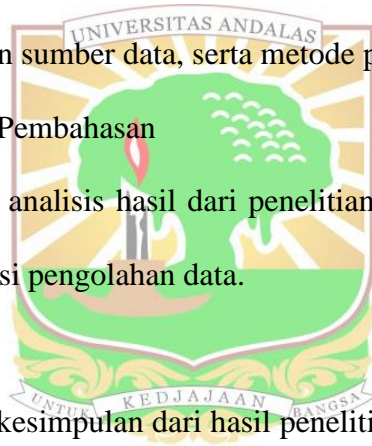 UNIVERSITAS ANDALAS
n sumber data, serta metode p
Pembahasan
analisis hasil dari penelitian
si pengolahan data.
kesimpulan dari hasil peneliti
UNTUK KEDJAJAAN BANGSA